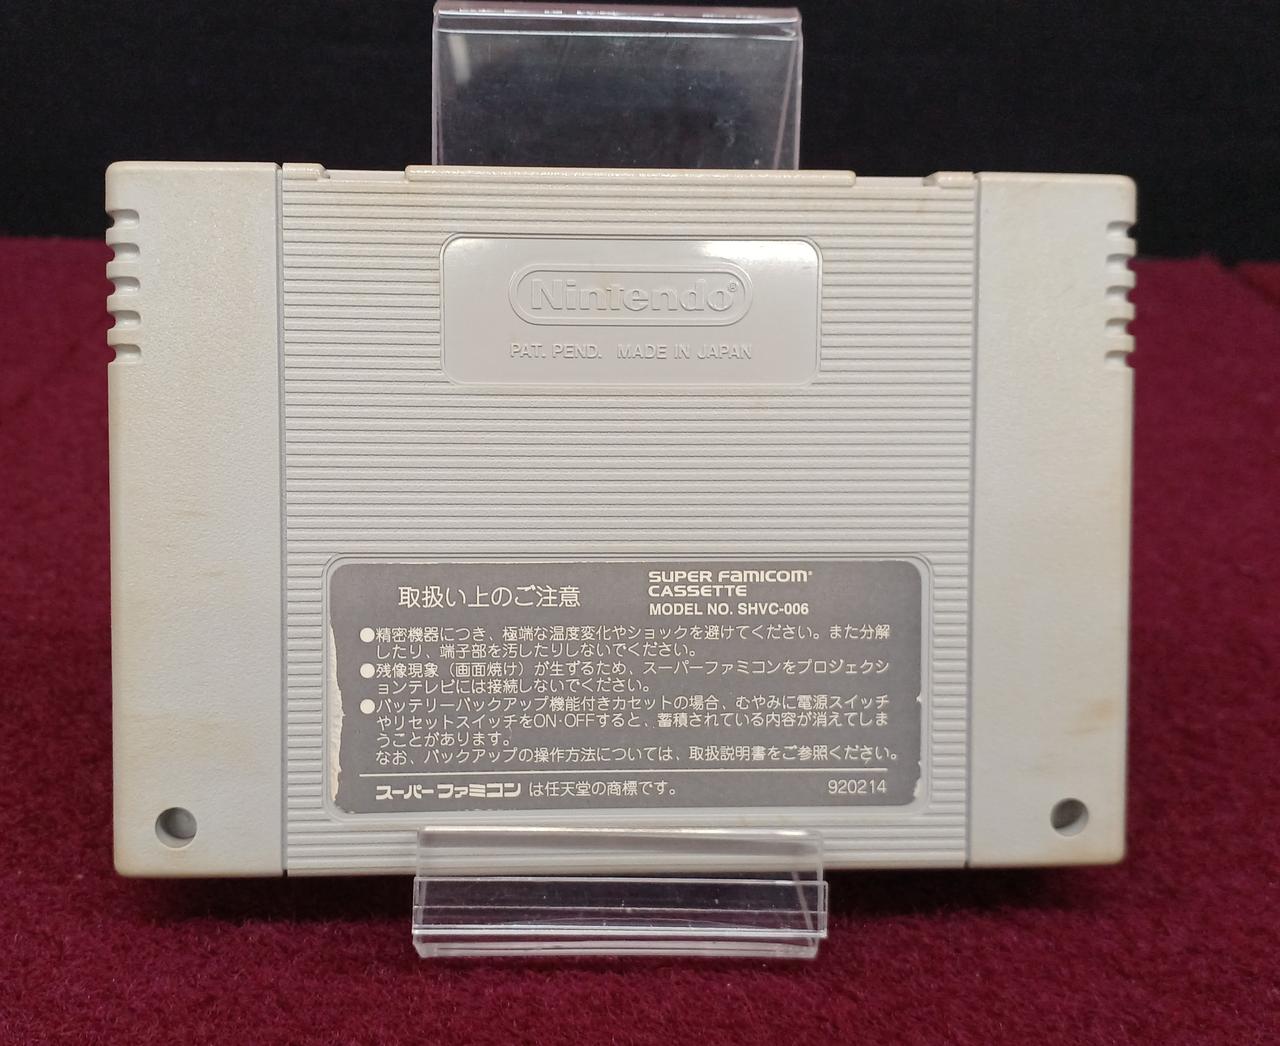 Nintendo®
PAT. PEND. MADE IN JAPAN
取扱い上のご注意
SUPER FAMICOM®
CASSETTE
MODEL NO. SHVC-006
●精密機器につき、極端な温度変化やショックを避けてください。また分解
したり、端子部を汚したりしないでください。
●残像現象（画面焼け）が生ずるため、スーパーファミコンをプロジェクシ
ョンテレビには接続しないでください。
●バッテリーバックアップ機能付きカセットの場合、むやみに電源スイッチ
やリセットスイッチをON·OFFすると、蓄積されている内容が消えてしま
うことがあります。
なお、バックアップの操作方法については、取扱説明書をご参照ください。
スーパーファミコンは任天堂の商標です。
920214